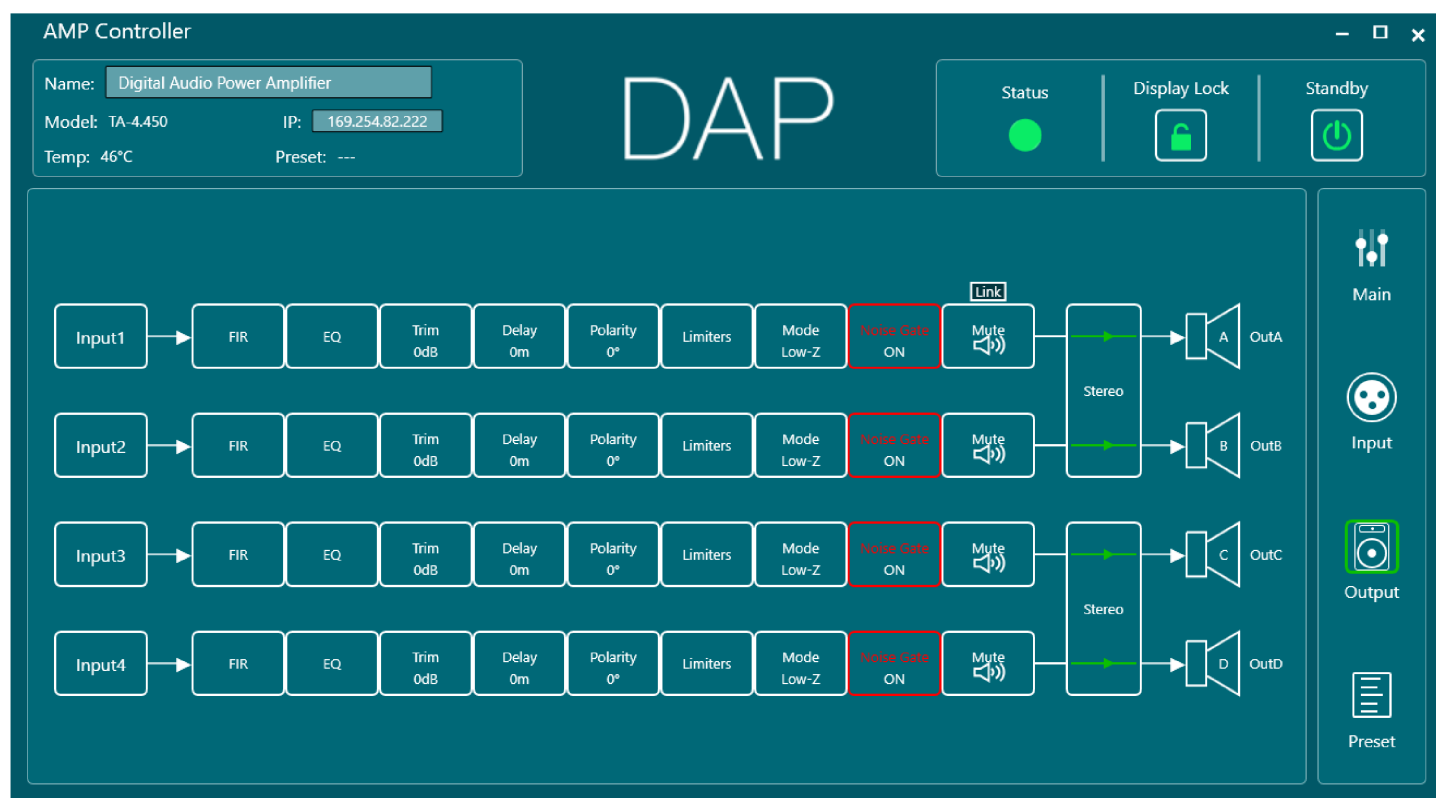 AMP Controller
Name: Digital Audio Power Amplifier
Model: TA-4.450 IP: 169.254.82.222
Temp: 46°C Preset: ---
DAP
Status Display Lock Standby
Link
Input1 FIR EQ Trim 0dB Delay 0m Polarity 0° Limiters Mode Low-Z Noise Gate ON Mute A OutA
Stereo
Input2 FIR EQ Trim 0dB Delay 0m Polarity 0° Limiters Mode Low-Z Noise Gate ON Mute B OutB
Input3 FIR EQ Trim 0dB Delay 0m Polarity 0° Limiters Mode Low-Z Noise Gate ON Mute C OutC
Stereo
Input4 FIR EQ Trim 0dB Delay 0m Polarity 0° Limiters Mode Low-Z Noise Gate ON Mute D OutD
Main
Input
Output
Preset